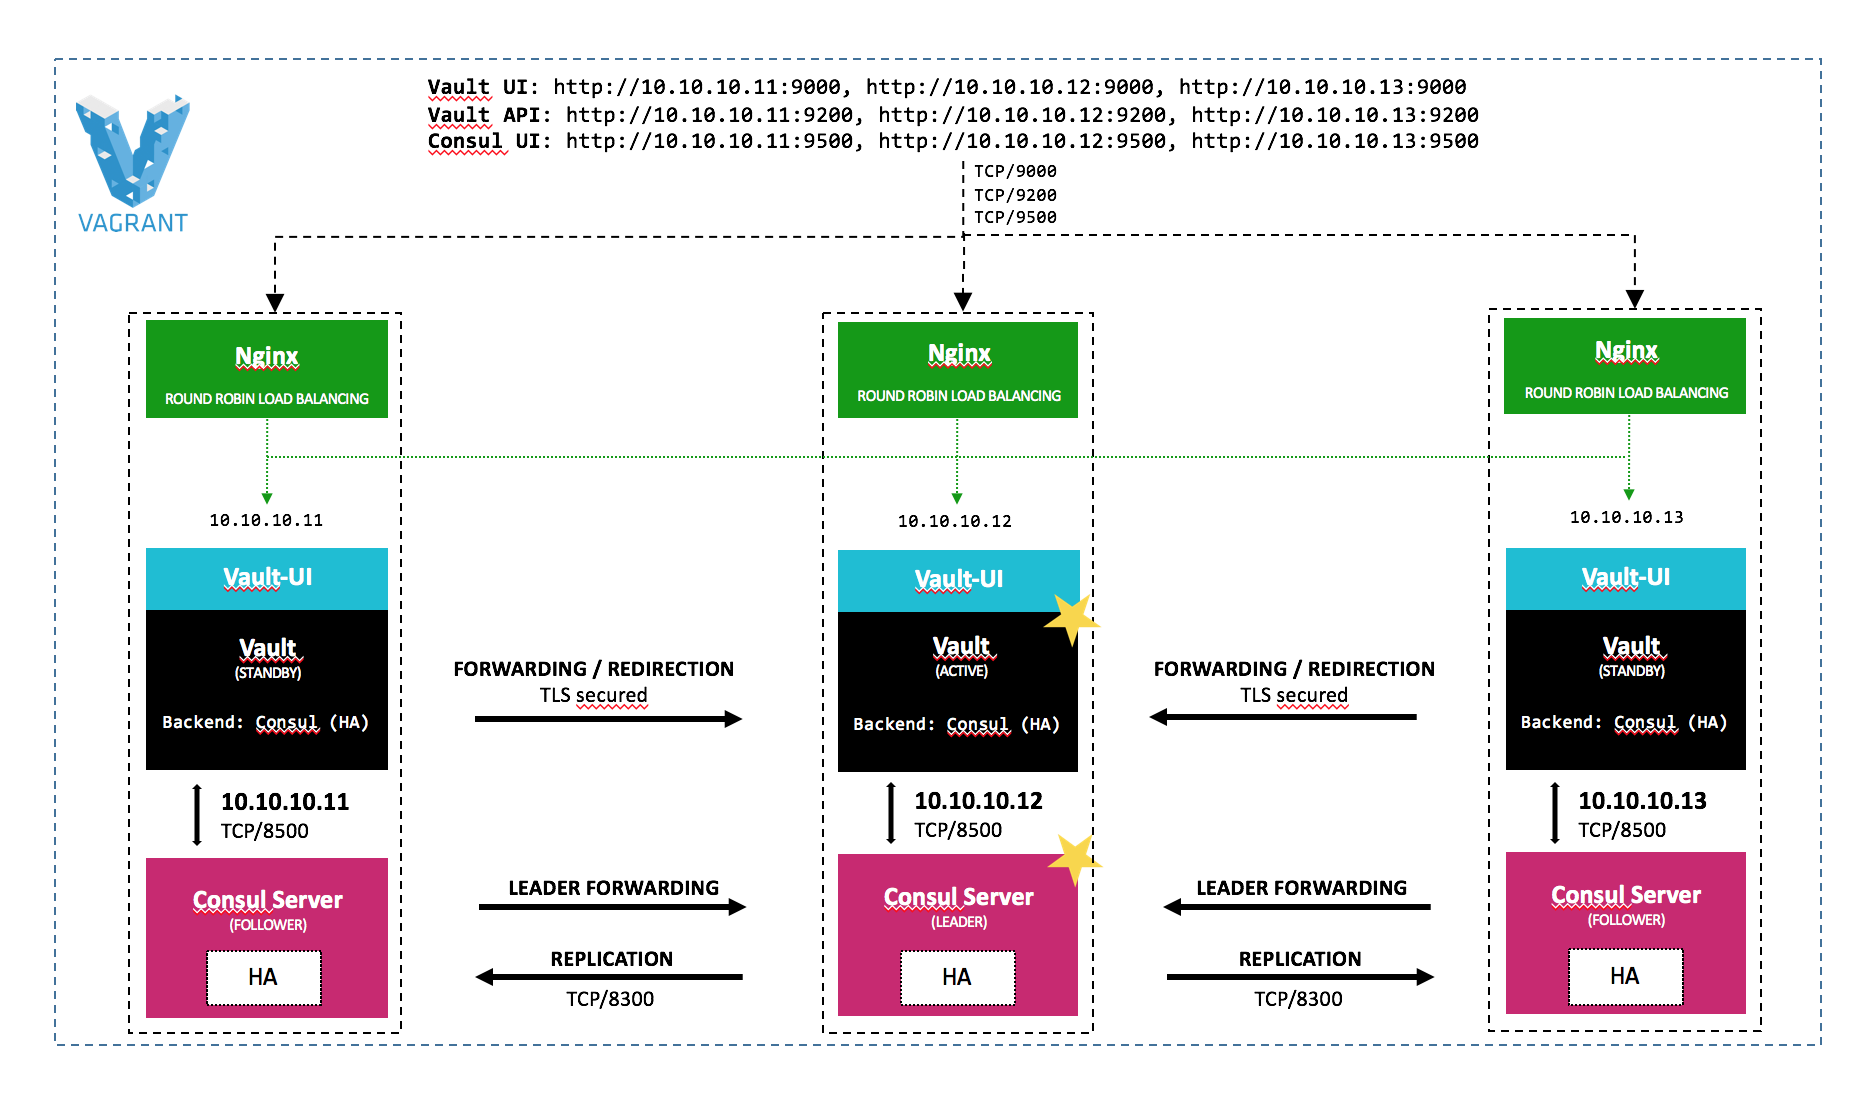 Vault UI: http://10.10.10.11:9000, http://10.10.10.12:9000, http://10.10.10.13:9000
Vault API: http://10.10.10.11:9200, http://10.10.10.12:9200, http://10.10.10.13:9200
Consul UI: http://10.10.10.11:9500, http://10.10.10.12:9500, http://10.10.10.13:9500
VAGRANT
TCP/9000
TCP/9200
TCP/9500
Nginx
ROUND ROBIN LOAD BALANCING
Nginx
ROUND ROBIN LOAD BALANCING
Nginx
ROUND ROBIN LOAD BALANCING
10.10.10.11
10.10.10.12
10.10.10.13
Vault-UI
Vault
(STANDBY)
Backend: Consul (HA)
FORWARDING / REDIRECTION
TLS secured
Vault-UI
Vault
(ACTIVE)
Backend: Consul (HA)
FORWARDING / REDIRECTION
TLS secured
Vault-UI
Vault
(STANDBY)
Backend: Consul (HA)
10.10.10.11
TCP/8500
10.10.10.12
TCP/8500
10.10.10.13
TCP/8500
Consul Server
(FOLLOWER)
HA
LEADER FORWARDING
REPLICATION
TCP/8300
Consul Server
(LEADER)
HA
LEADER FORWARDING
REPLICATION
TCP/8300
Consul Server
(FOLLOWER)
HA